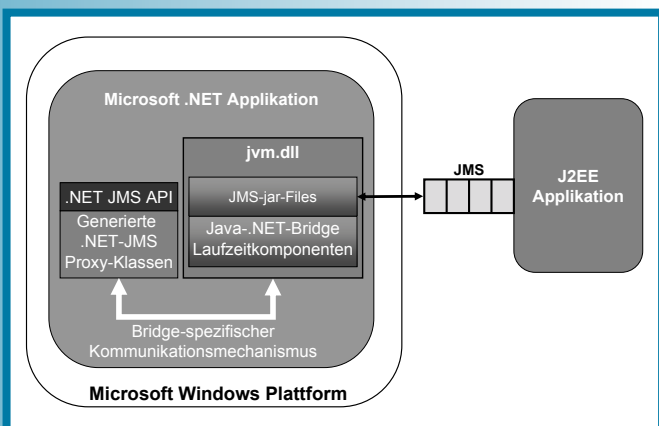 Microsoft .NET Applikation
jvm.dll
.NET JMS API
Generierte
.NET-JMS
Proxy-Klassen
JMS-jar-Files
Java-.NET-Bridge
Laufzeitkomponenten
Bridge-spezifischer
Kommunikationsmechanismus
Microsoft Windows Plattform
JMS
J2EE
Applikation